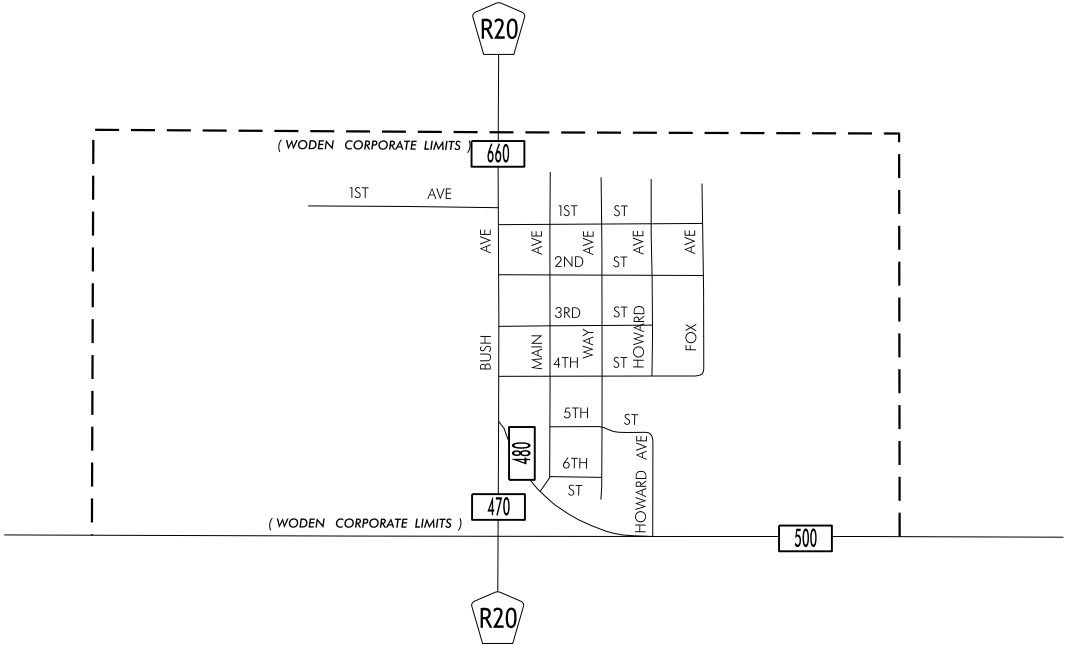 R20
( WODEN CORPORATE LIMITS )
660
1ST AVE
1ST ST
BUSH AVE
MAIN AVE
WAY AVE
HOWARD AVE
FOX AVE
2ND ST
3RD ST
4TH ST
5TH ST
480
6TH ST
HOWARD AVE
470
( WODEN CORPORATE LIMITS )
500
R20